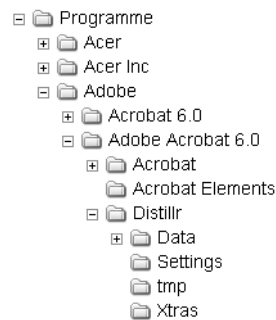 Programme
Acer
Acer Inc
Adobe
Acrobat 6.0
Adobe Acrobat 6.0
Acrobat
Acrobat Elements
Distillr
Data
Settings
tmp
Xtras